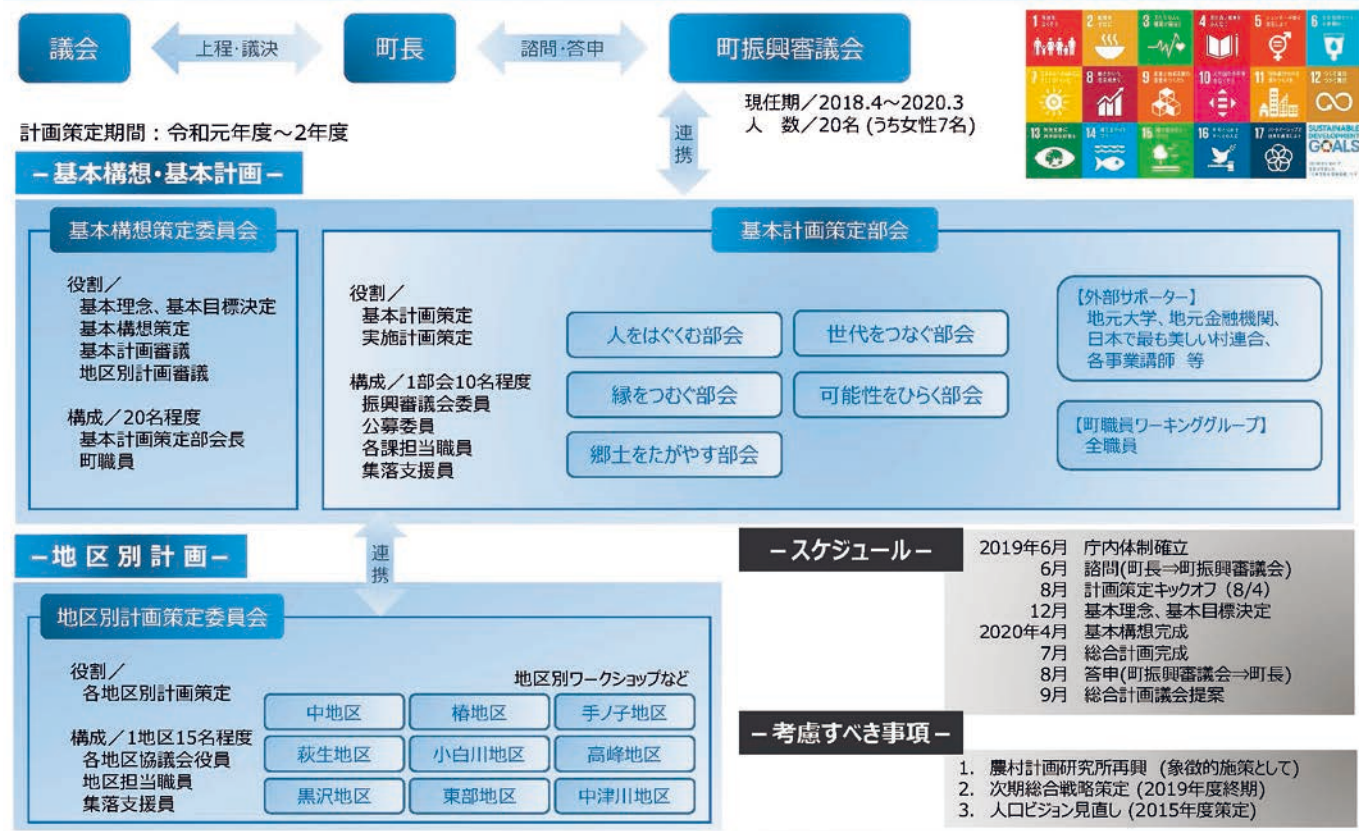 議会
上程・議決
町長
諮問・答申
町振興審議会
現任期／2018.4～2020.3
人　数／20名 (うち女性7名)
連携
計画策定期間：令和元年度～2年度
SUSTAINABLE
DEVELOPMENT
GOALS
1
2
3
4
5
6
8
9
10
11
12
13
14
15
16
17
－基本構想・基本計画－
基本構想策定委員会
役割／
基本理念、基本目標決定
基本構想策定
基本計画審議
地区別計画審議
構成／20名程度
基本計画策定部会長
町職員
基本計画策定部会
役割／
基本計画策定
実施計画策定
構成／1部会10名程度
振興審議会委員
公募委員
各課担当職員
集落支援員
人をはぐくむ部会
世代をつなぐ部会
縁をつむぐ部会
可能性をひらく部会
郷土をたがやす部会
【外部サポーター】
地元大学、地元金融機関、
日本で最も美しい村連合、
各事業講師　等
【町職員ワーキンググループ】
全職員
連携
－地 区 別 計 画－
地区別計画策定委員会
役割／
各地区別計画策定
構成／1地区15名程度
各地区協議会役員
地区担当職員
集落支援員
地区別ワークショップなど
中地区
椿地区
手ノ子地区
萩生地区
小白川地区
高峰地区
黒沢地区
東部地区
中津川地区
－スケジュール－
2019年6月　庁内体制確立
6月　諮問(町長⇒町振興審議会)
8月　計画策定キックオフ (8/4)
12月　基本理念、基本目標決定
2020年4月　基本構想完成
7月　総合計画完成
8月　答申(町振興審議会⇒町長)
9月　総合計画議会提案
－考慮すべき事項－
1. 農村計画研究所再興 (象徴的施策として)
2. 次期総合戦略策定 (2019年度終期)
3. 人口ビジョン見直し (2015年度策定)